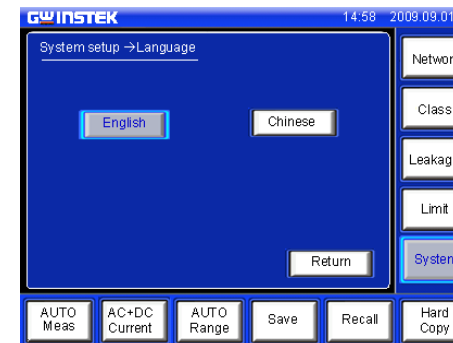 GWINSTEK 14:58 2009.09.01
System setup →Language
Networ
English Chinese
Class
Leakag
Limit
Return
System
AUTO Meas
AC+DC Current
AUTO Range
Save
Recall
Hard Copy